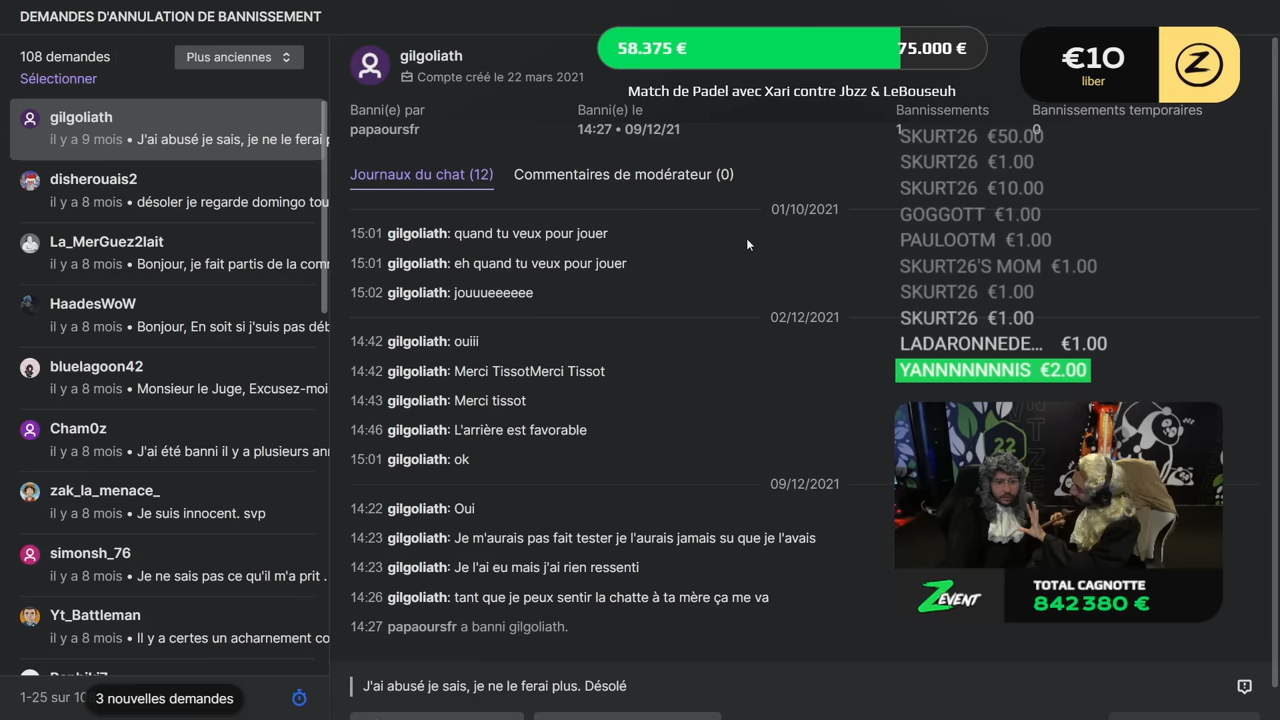 DEMANDES D'ANNULATION DE BANNISSEMENT
108 demandes
Plus anciennes
Sélectionner
gilgoliath
il y a 9 mois • J'ai abusé je sais, je ne le ferai
disherouais2
il y a 8 mois • désoler je regarde domingo tou
La_MerGuez2lait
il y a 8 mois • Bonjour, je fait partis de la com
HaadesWoW
il y a 8 mois • Bonjour, En soit si j'suis pas déb
bluelagoon42
il y a 8 mois • Monsieur le Juge, Excusez-moi
Cham0z
il y a 8 mois • J'ai été banni il y a plusieurs an
zak_la_menace_
il y a 8 mois • Je suis innocent. svp
simonsh_76
il y a 8 mois • Je ne sais pas ce qu'il m'a prit .
Yt_Battleman
il y a 8 mois • Il y a certes un acharnement co
1-25 sur 10
3 nouvelles demandes
gilgoliath
Compte créé le 22 mars 2021
58.375 €
75.000 €
Match de Padel avec Xari contre Jbzz & LeBouseuh
€10
liber
Banni(e) par
papaoursfr
Banni(e) le
14:27 • 09/12/21
Bannissements
1
Bannissements temporaires
0
Journaux du chat (12)
Commentaires de modérateur (0)
01/10/2021
15:01 gilgoliath: quand tu veux pour jouer
15:01 gilgoliath: eh quand tu veux pour jouer
15:02 gilgoliath: jouuueeeeee
02/12/2021
14:42 gilgoliath: ouiii
14:42 gilgoliath: Merci TissotMerci Tissot
14:43 gilgoliath: Merci tissot
14:46 gilgoliath: L'arrière est favorable
15:01 gilgoliath: ok
09/12/2021
14:22 gilgoliath: Oui
14:23 gilgoliath: Je m'aurais pas fait tester je l'aurais jamais su que je l'avais
14:23 gilgoliath: Je l'ai eu mais j'ai rien ressenti
14:26 gilgoliath: tant que je peux sentir la chatte à ta mère ça me va
14:27 papaoursfr a banni gilgoliath.
J'ai abusé je sais, je ne le ferai plus. Désolé
SKURT26 €50.00
SKURT26 €1.00
SKURT26 €10.00
GOGGOTT €1.00
PAULOOTM €1.00
SKURT26'S MOM €1.00
SKURT26 €1.00
SKURT26 €1.00
LADARONNEDE... €1.00
YANNNNNNNIS €2.00
22
ZEVENT
TOTAL CAGNOTTE
842 380 €